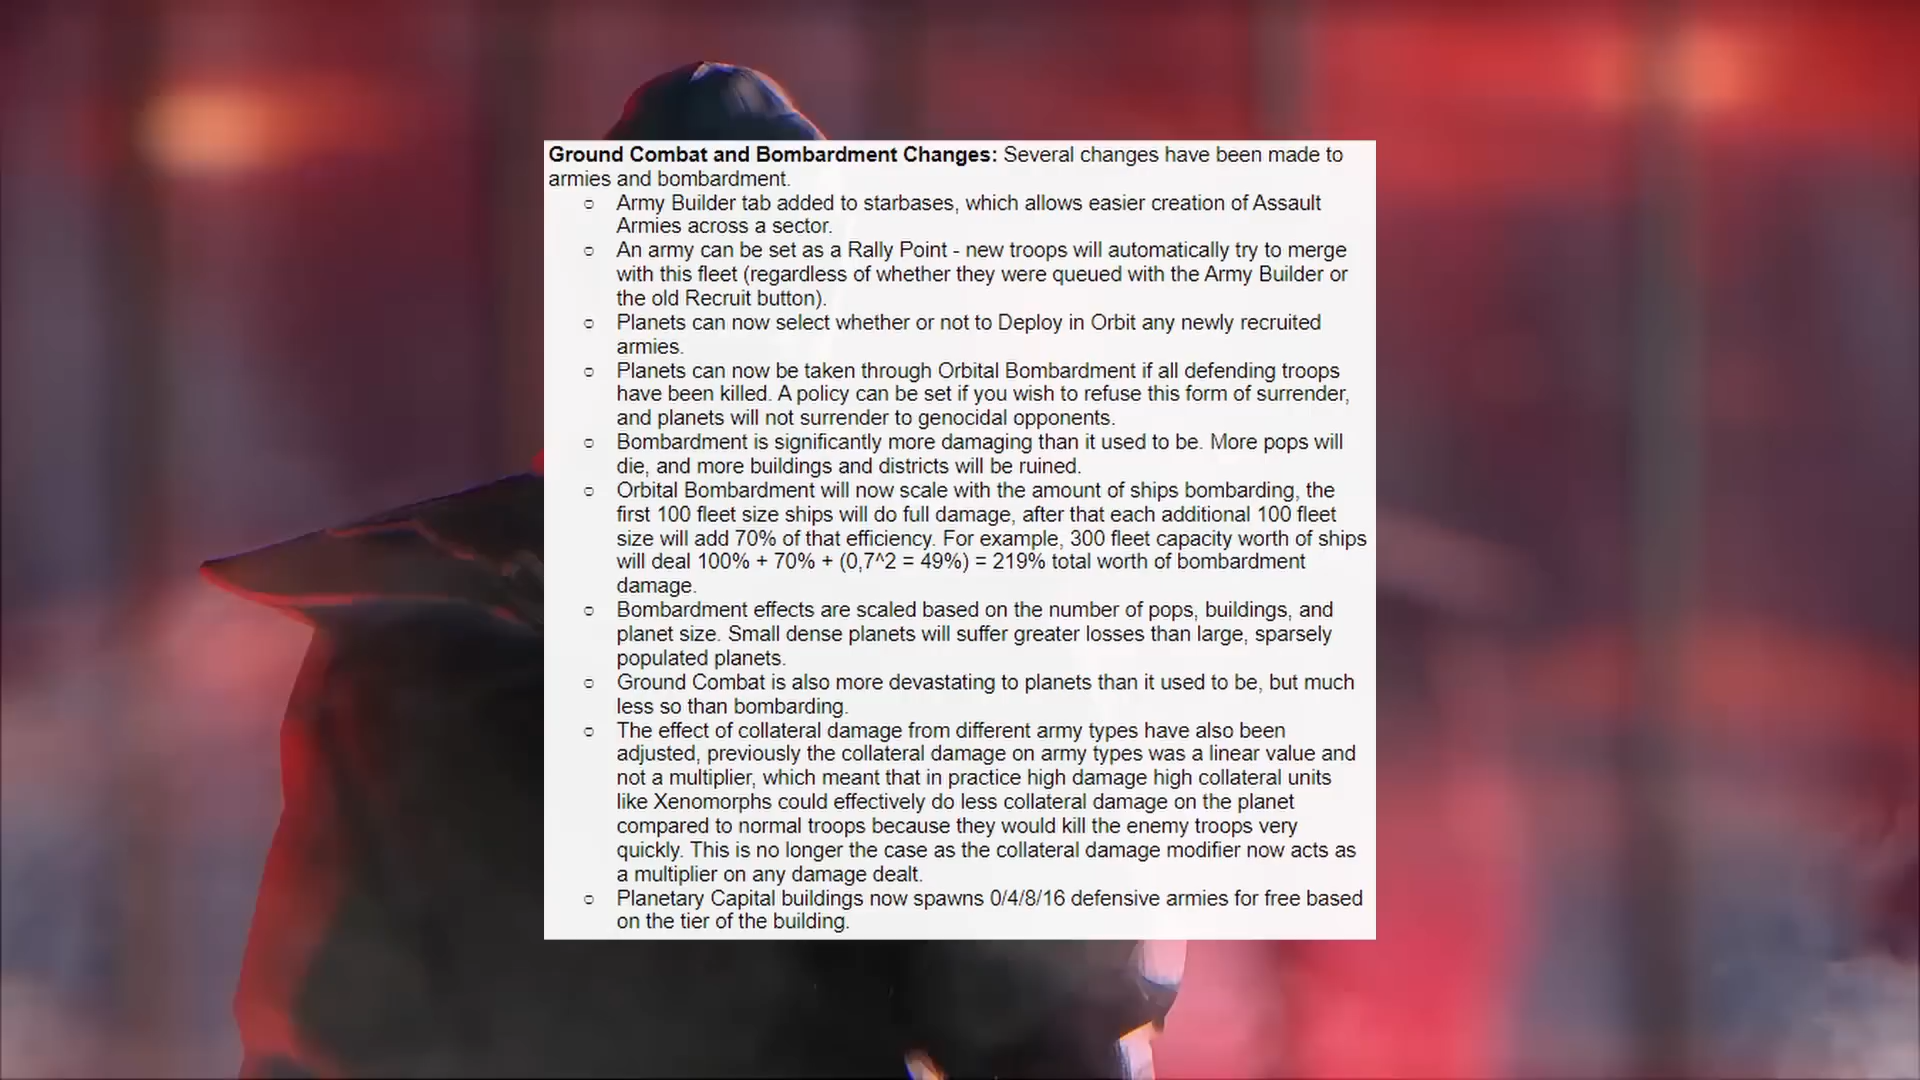 Ground Combat and Bombardment Changes: Several changes have been made to
armies and bombardment.
○ Army Builder tab added to starbases, which allows easier creation of Assault
Armies across a sector.
○ An army can be set as a Rally Point - new troops will automatically try to merge
with this fleet (regardless of whether they were queued with the Army Builder or
the old Recruit button).
○ Planets can now select whether or not to Deploy in Orbit any newly recruited
armies.
○ Planets can now be taken through Orbital Bombardment if all defending troops
have been killed. A policy can be set if you wish to refuse this form of surrender,
and planets will not surrender to genocidal opponents.
○ Bombardment is significantly more damaging than it used to be. More pops will
die, and more buildings and districts will be ruined.
○ Orbital Bombardment will now scale with the amount of ships bombarding, the
first 100 fleet size ships will do full damage, after that each additional 100 fleet
size will add 70% of that efficiency. For example, 300 fleet capacity worth of ships
will deal 100% + 70% + (0,7^2 = 49%) = 219% total worth of bombardment
damage.
○ Bombardment effects are scaled based on the number of pops, buildings, and
planet size. Small dense planets will suffer greater losses than large, sparsely
populated planets.
○ Ground Combat is also more devastating to planets than it used to be, but much
less so than bombarding.
○ The effect of collateral damage from different army types have also been
adjusted, previously the collateral damage on army types was a linear value and
not a multiplier, which meant that in practice high damage high collateral units
like Xenomorphs could effectively do less collateral damage on the planet
compared to normal troops because they would kill the enemy troops very
quickly. This is no longer the case as the collateral damage modifier now acts as
a multiplier on any damage dealt.
○ Planetary Capital buildings now spawns 0/4/8/16 defensive armies for free based
on the tier of the building.